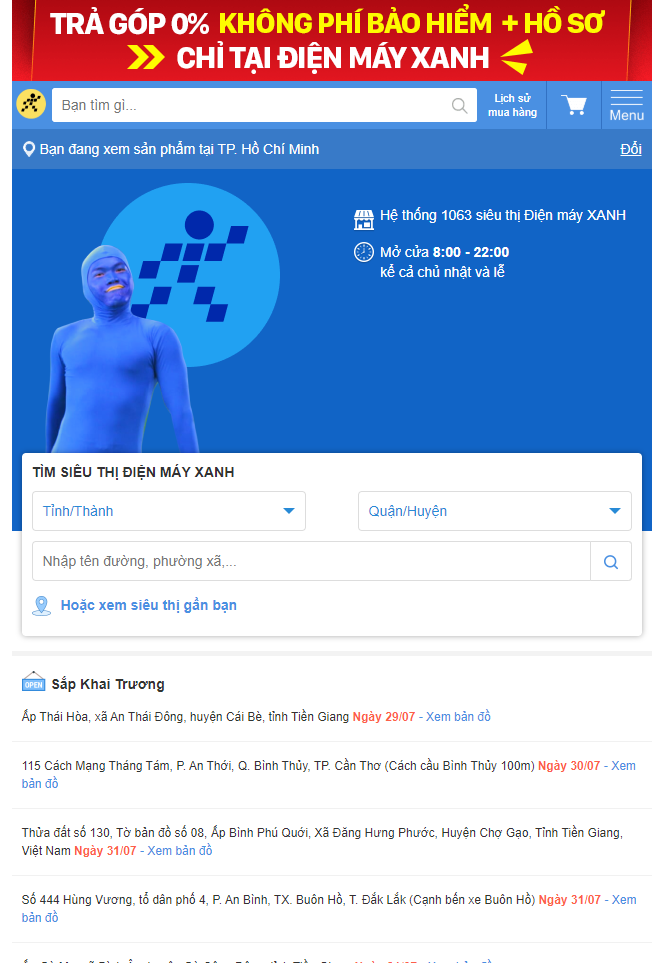 TRẢ GÓP 0% KHÔNG PHÍ BẢO HIỂM + HỒ SƠ
CHỈ TẠI ĐIỆN MÁY XANH
Bạn tìm gì...
Lịch sử
mua hàng
Menu
Bạn đang xem sản phẩm tại TP. Hồ Chí Minh
Đổi
Hệ thống 1063 siêu thị Điện máy XANH
Mở cửa 8:00 - 22:00
kể cả chủ nhật và lễ
TÌM SIÊU THỊ ĐIỆN MÁY XANH
Tỉnh/Thành
Quận/Huyện
Nhập tên đường, phường xã,...
Hoặc xem siêu thị gần bạn
OPEN
Sắp Khai Trương
Ấp Thái Hòa, xã An Thái Đông, huyện Cái Bè, tỉnh Tiền Giang Ngày 29/07 - Xem bản đồ
115 Cách Mạng Tháng Tám, P. An Thới, Q. Bình Thủy, TP. Cần Thơ (Cách cầu Bình Thủy 100m) Ngày 30/07 - Xem
bản đồ
Thửa đất số 130, Tờ bản đồ số 08, Ấp Bình Phú Quới, Xã Đăng Hưng Phước, Huyện Chợ Gạo, Tỉnh Tiền Giang,
Việt Nam Ngày 31/07 - Xem bản đồ
Số 444 Hùng Vương, tổ dân phố 4, P. An Bình, TX. Buôn Hồ, T. Đắk Lắk (Cạnh bến xe Buôn Hồ) Ngày 31/07 - Xem
bản đồ